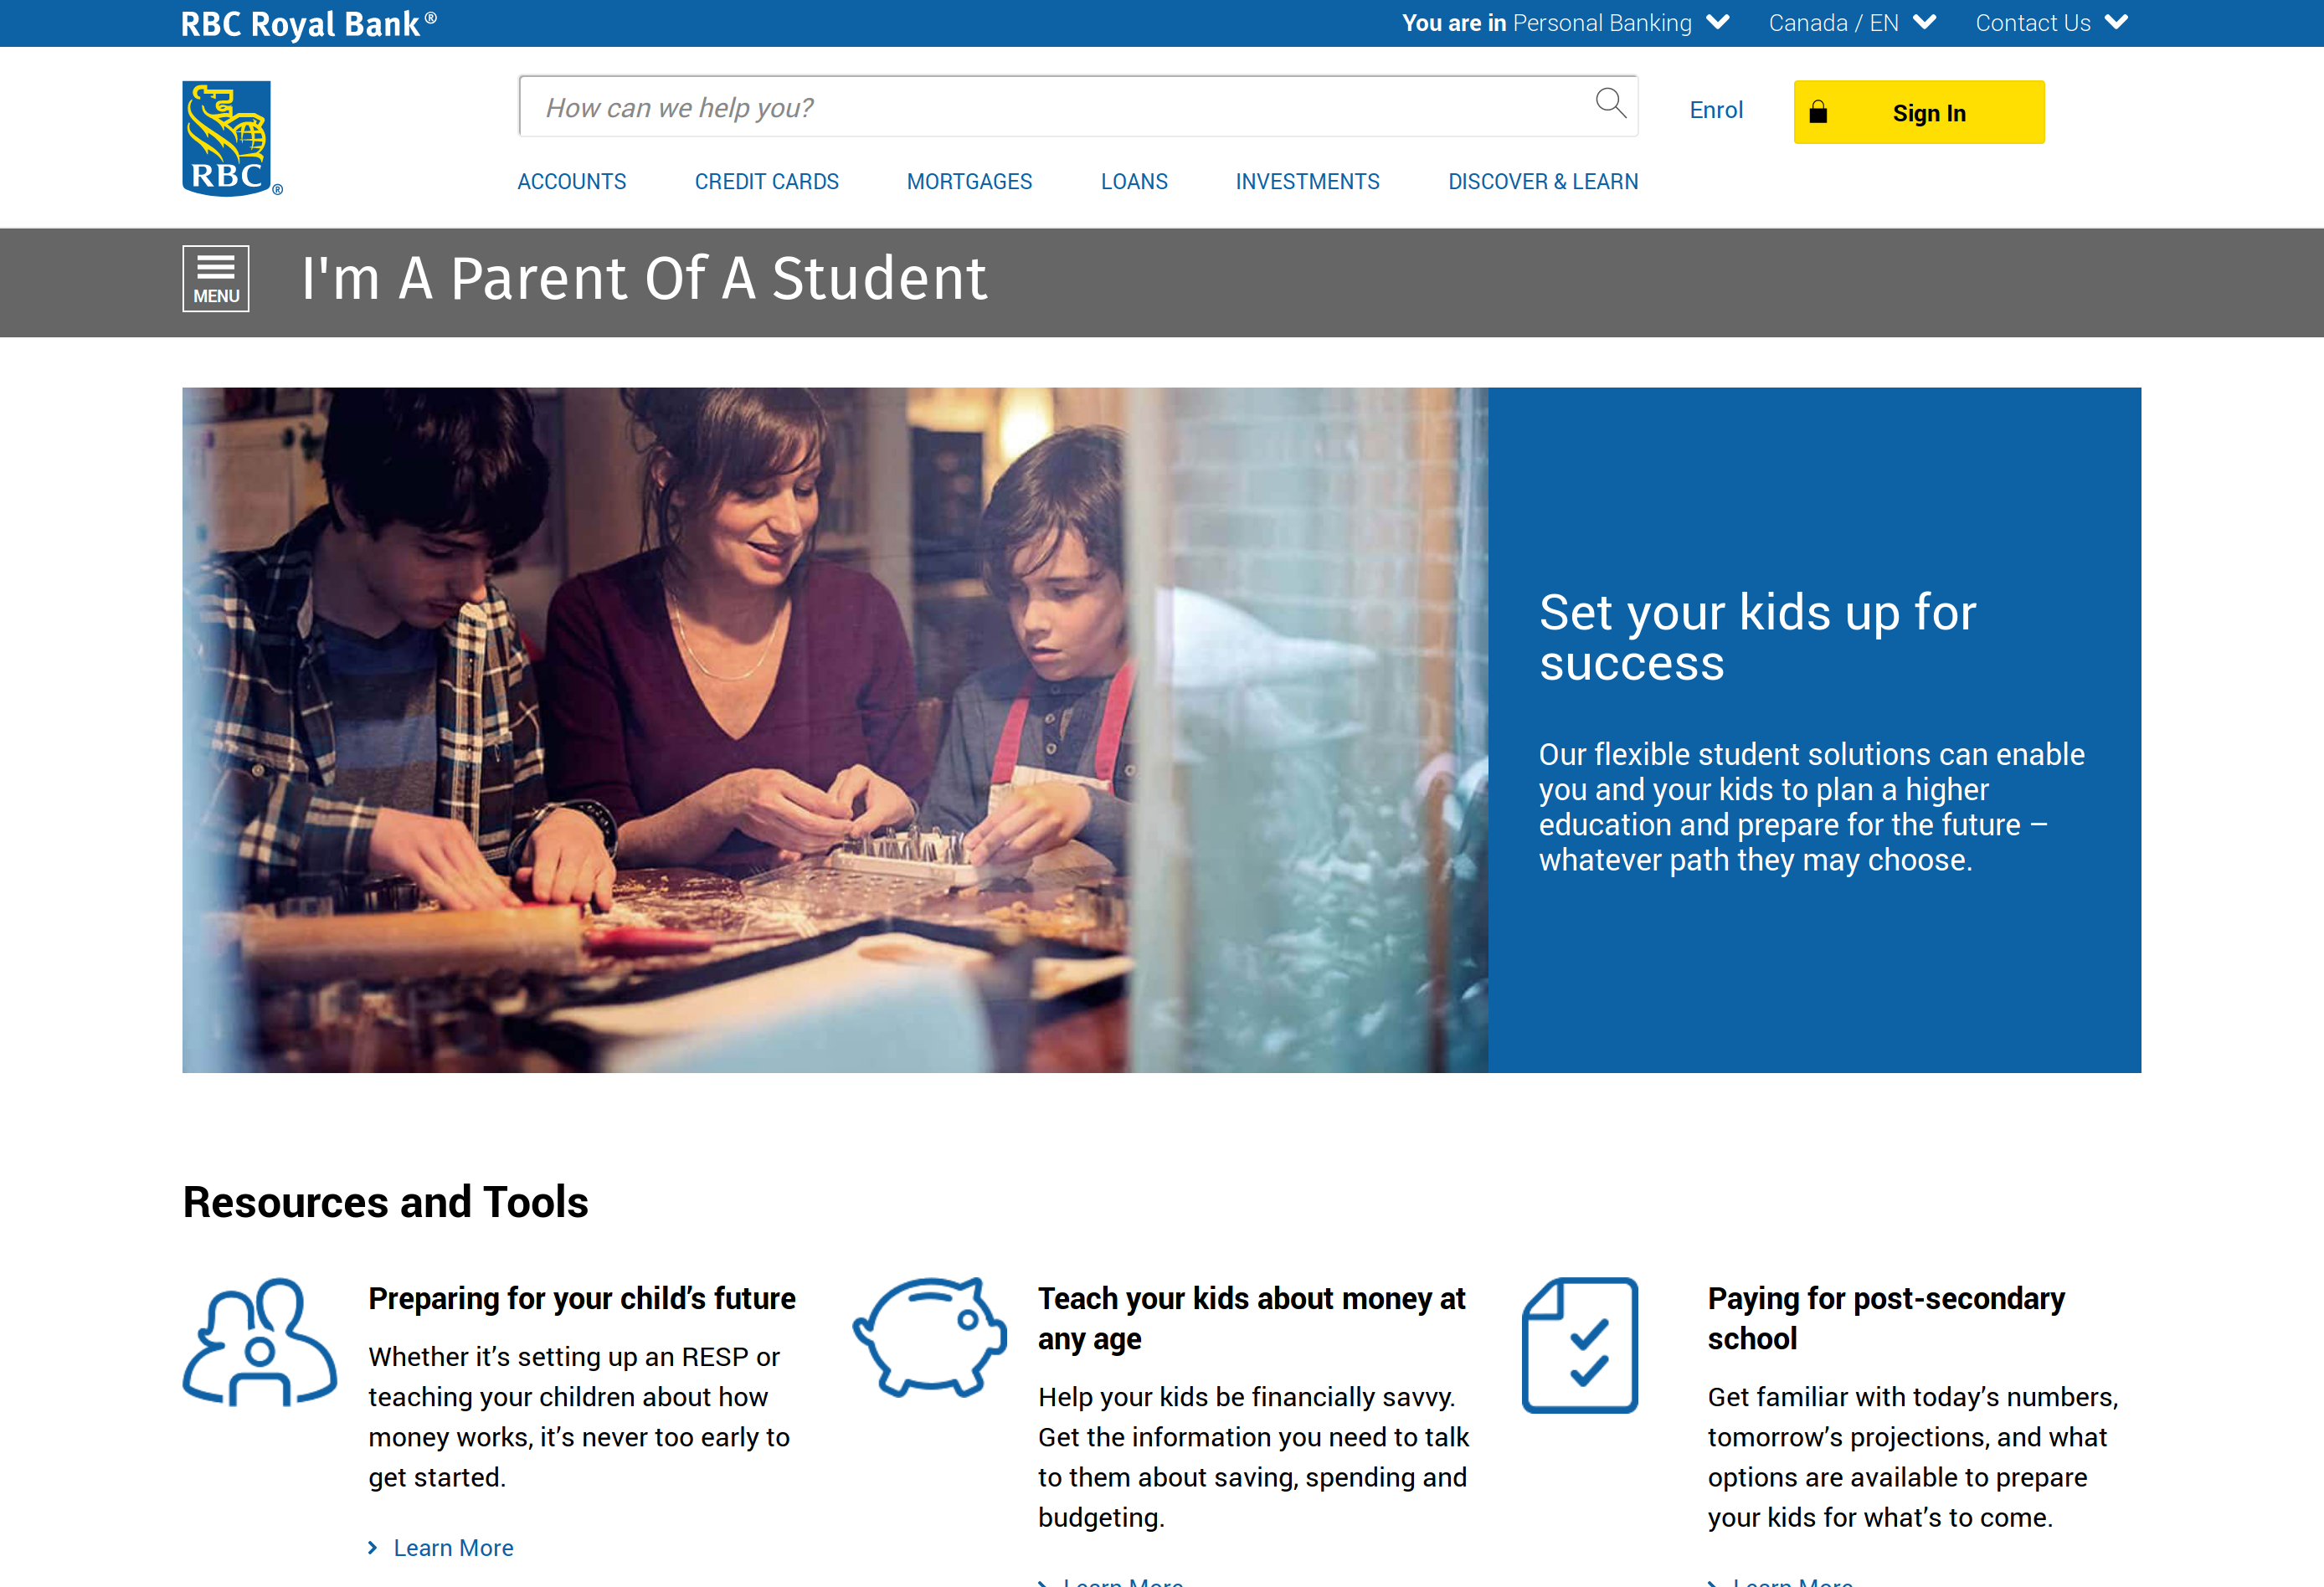 RBC Royal Bank®
You are in Personal Banking
Canada / EN
Contact Us
RBC®
How can we help you?
Enrol
Sign In
ACCOUNTS
CREDIT CARDS
MORTGAGES
LOANS
INVESTMENTS
DISCOVER & LEARN
MENU
I'm A Parent Of A Student
Set your kids up for
success
Our flexible student solutions can enable
you and your kids to plan a higher
education and prepare for the future –
whatever path they may choose.
Resources and Tools
Preparing for your child’s future
Whether it’s setting up an RESP or
teaching your children about how
money works, it’s never too early to
get started.
Learn More
Teach your kids about money at
any age
Help your kids be financially savvy.
Get the information you need to talk
to them about saving, spending and
budgeting.
Learn More
Paying for post-secondary
school
Get familiar with today’s numbers,
tomorrow’s projections, and what
options are available to prepare
your kids for what’s to come.
Learn More